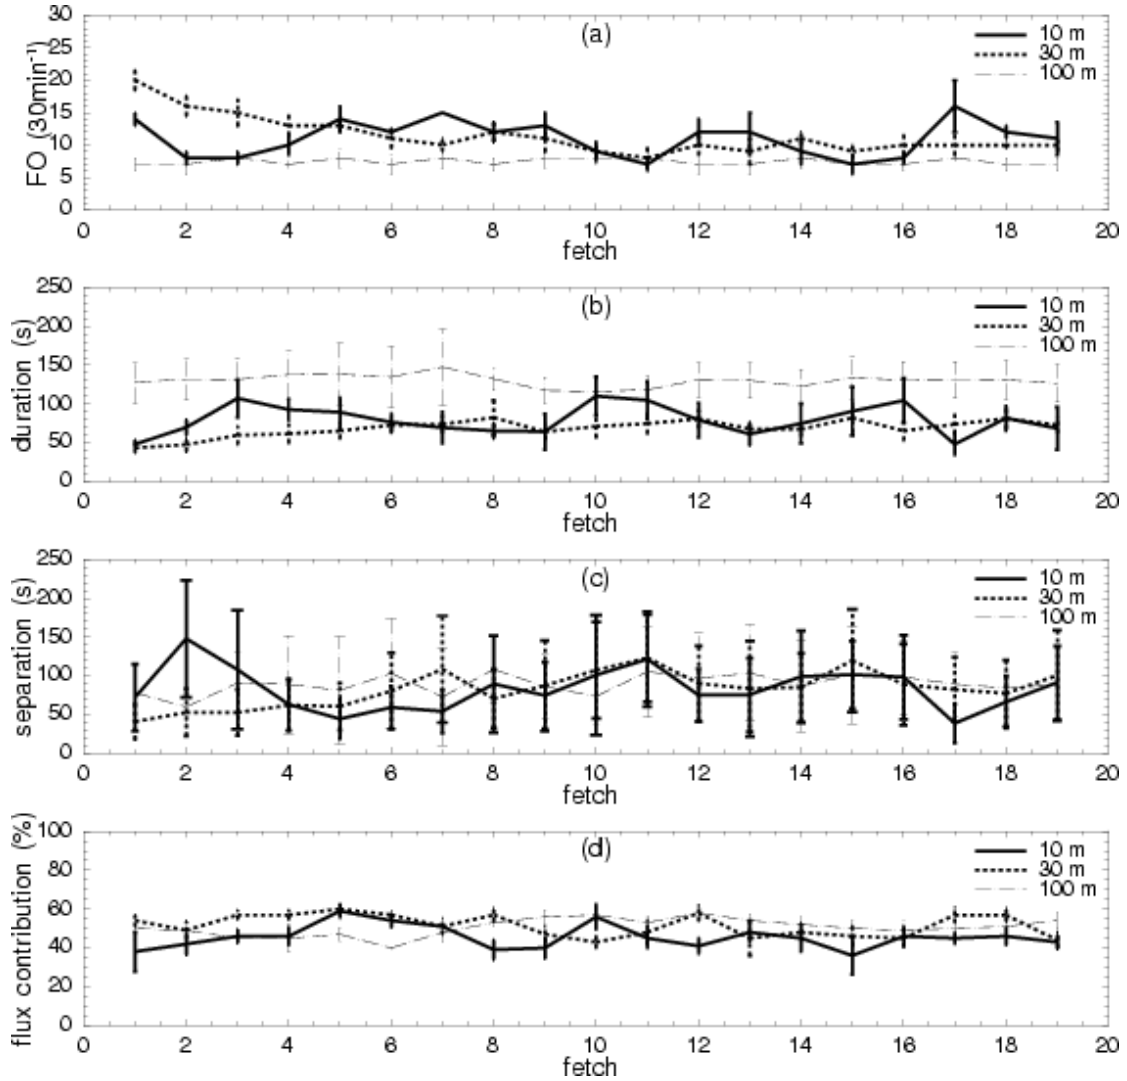 (a)
FO (30min⁻¹)
30
25
20
15
10
5
0
10 m
30 m
100 m
0 2 4 6 8 10 12 14 16 18 20
fetch
(b)
duration (s)
250
200
150
100
50
0
10 m
30 m
100 m
0 2 4 6 8 10 12 14 16 18 20
fetch
(c)
separation (s)
250
200
150
100
50
0
10 m
30 m
100 m
0 2 4 6 8 10 12 14 16 18 20
fetch
(d)
flux contribution (%)
100
80
60
40
20
0
10 m
30 m
100 m
0 2 4 6 8 10 12 14 16 18 20
fetch